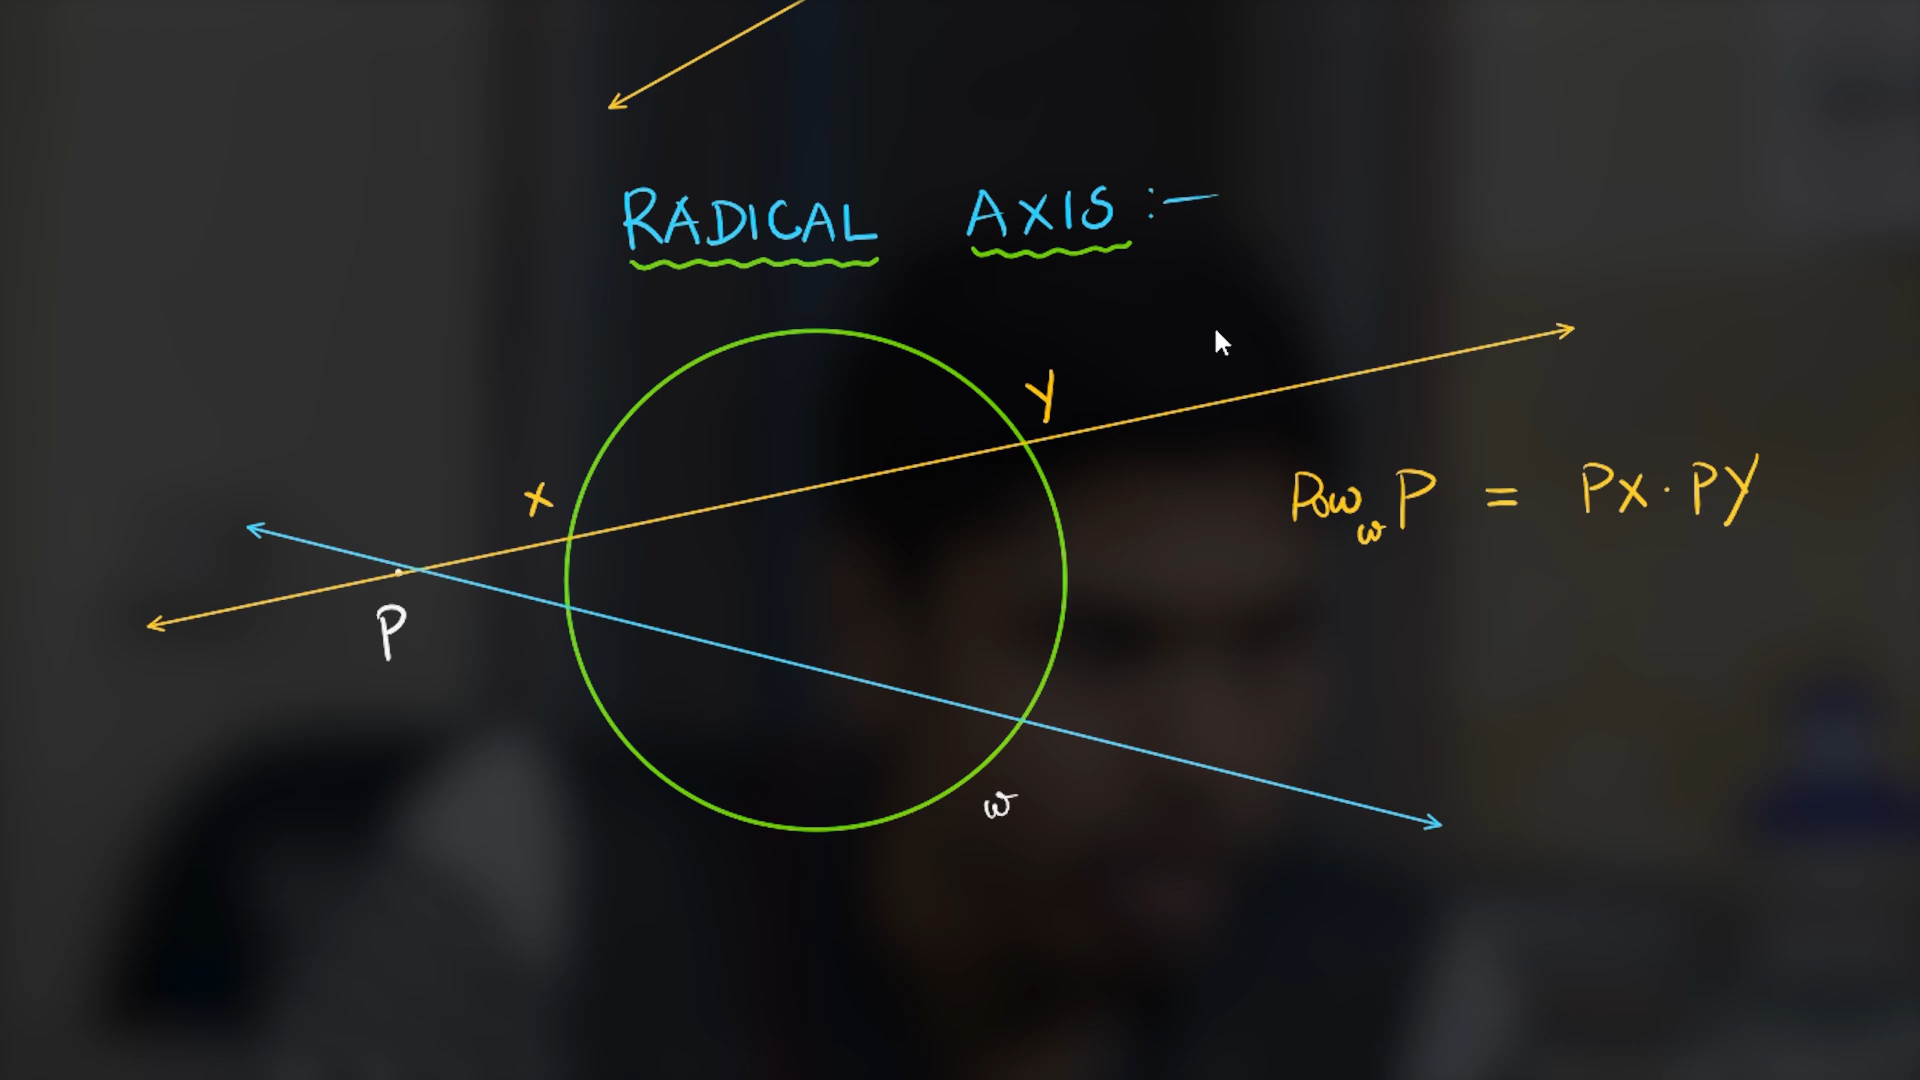 RADICAL AXIS :-
Y
X
Pow_ω P = PX · PY
P
ω